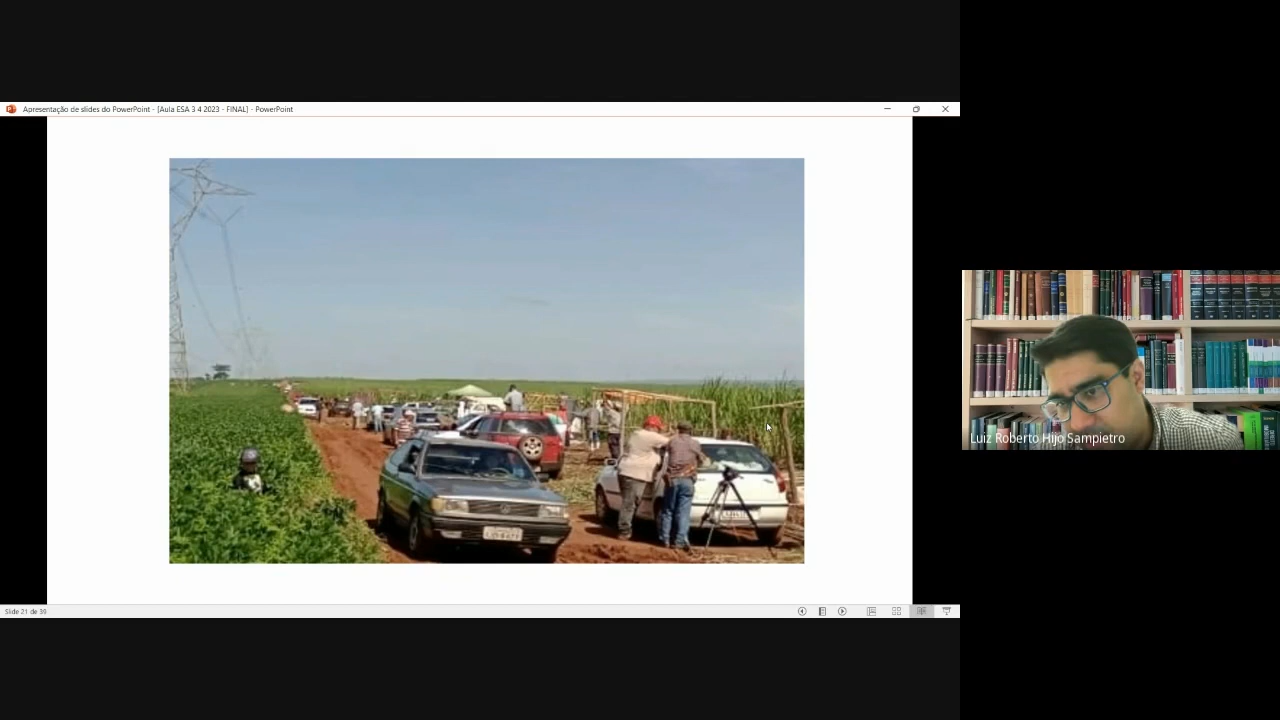 Apresentação de slides do PowerPoint - [Aula ESA 3 4 2023 - FINAL] - PowerPoint
Luiz Roberto Hijo Sampietro
Slide 21 de 39